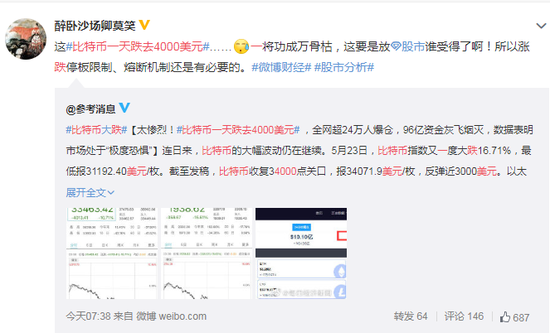 醉卧沙场卿莫笑
这#比特币一天跌去4000美元#……一将功成万骨枯，这要是放股市谁受得了啊！所以涨
跌停板限制、熔断机制还是有必要的。#微博财经# #股市分析#
@参考消息
#比特币大跌#【太惨烈！#比特币一天跌去4000美元#，全网超24万人爆仓，96亿资金灰飞烟灭，数据表明
市场处于“极度恐惧”】连日来，比特币的大幅波动仍在继续。5月23日，比特币指数又一度大跌16.71%，最
低报31192.40美元/枚。截至发稿，比特币收复34000点关口，报34071.9美元/枚，反弹近3000美元。以太
展开全文
33463.42
1938.62
819.10亿
今天07:38 来自 微博 weibo.com
转发 64 评论 146 687